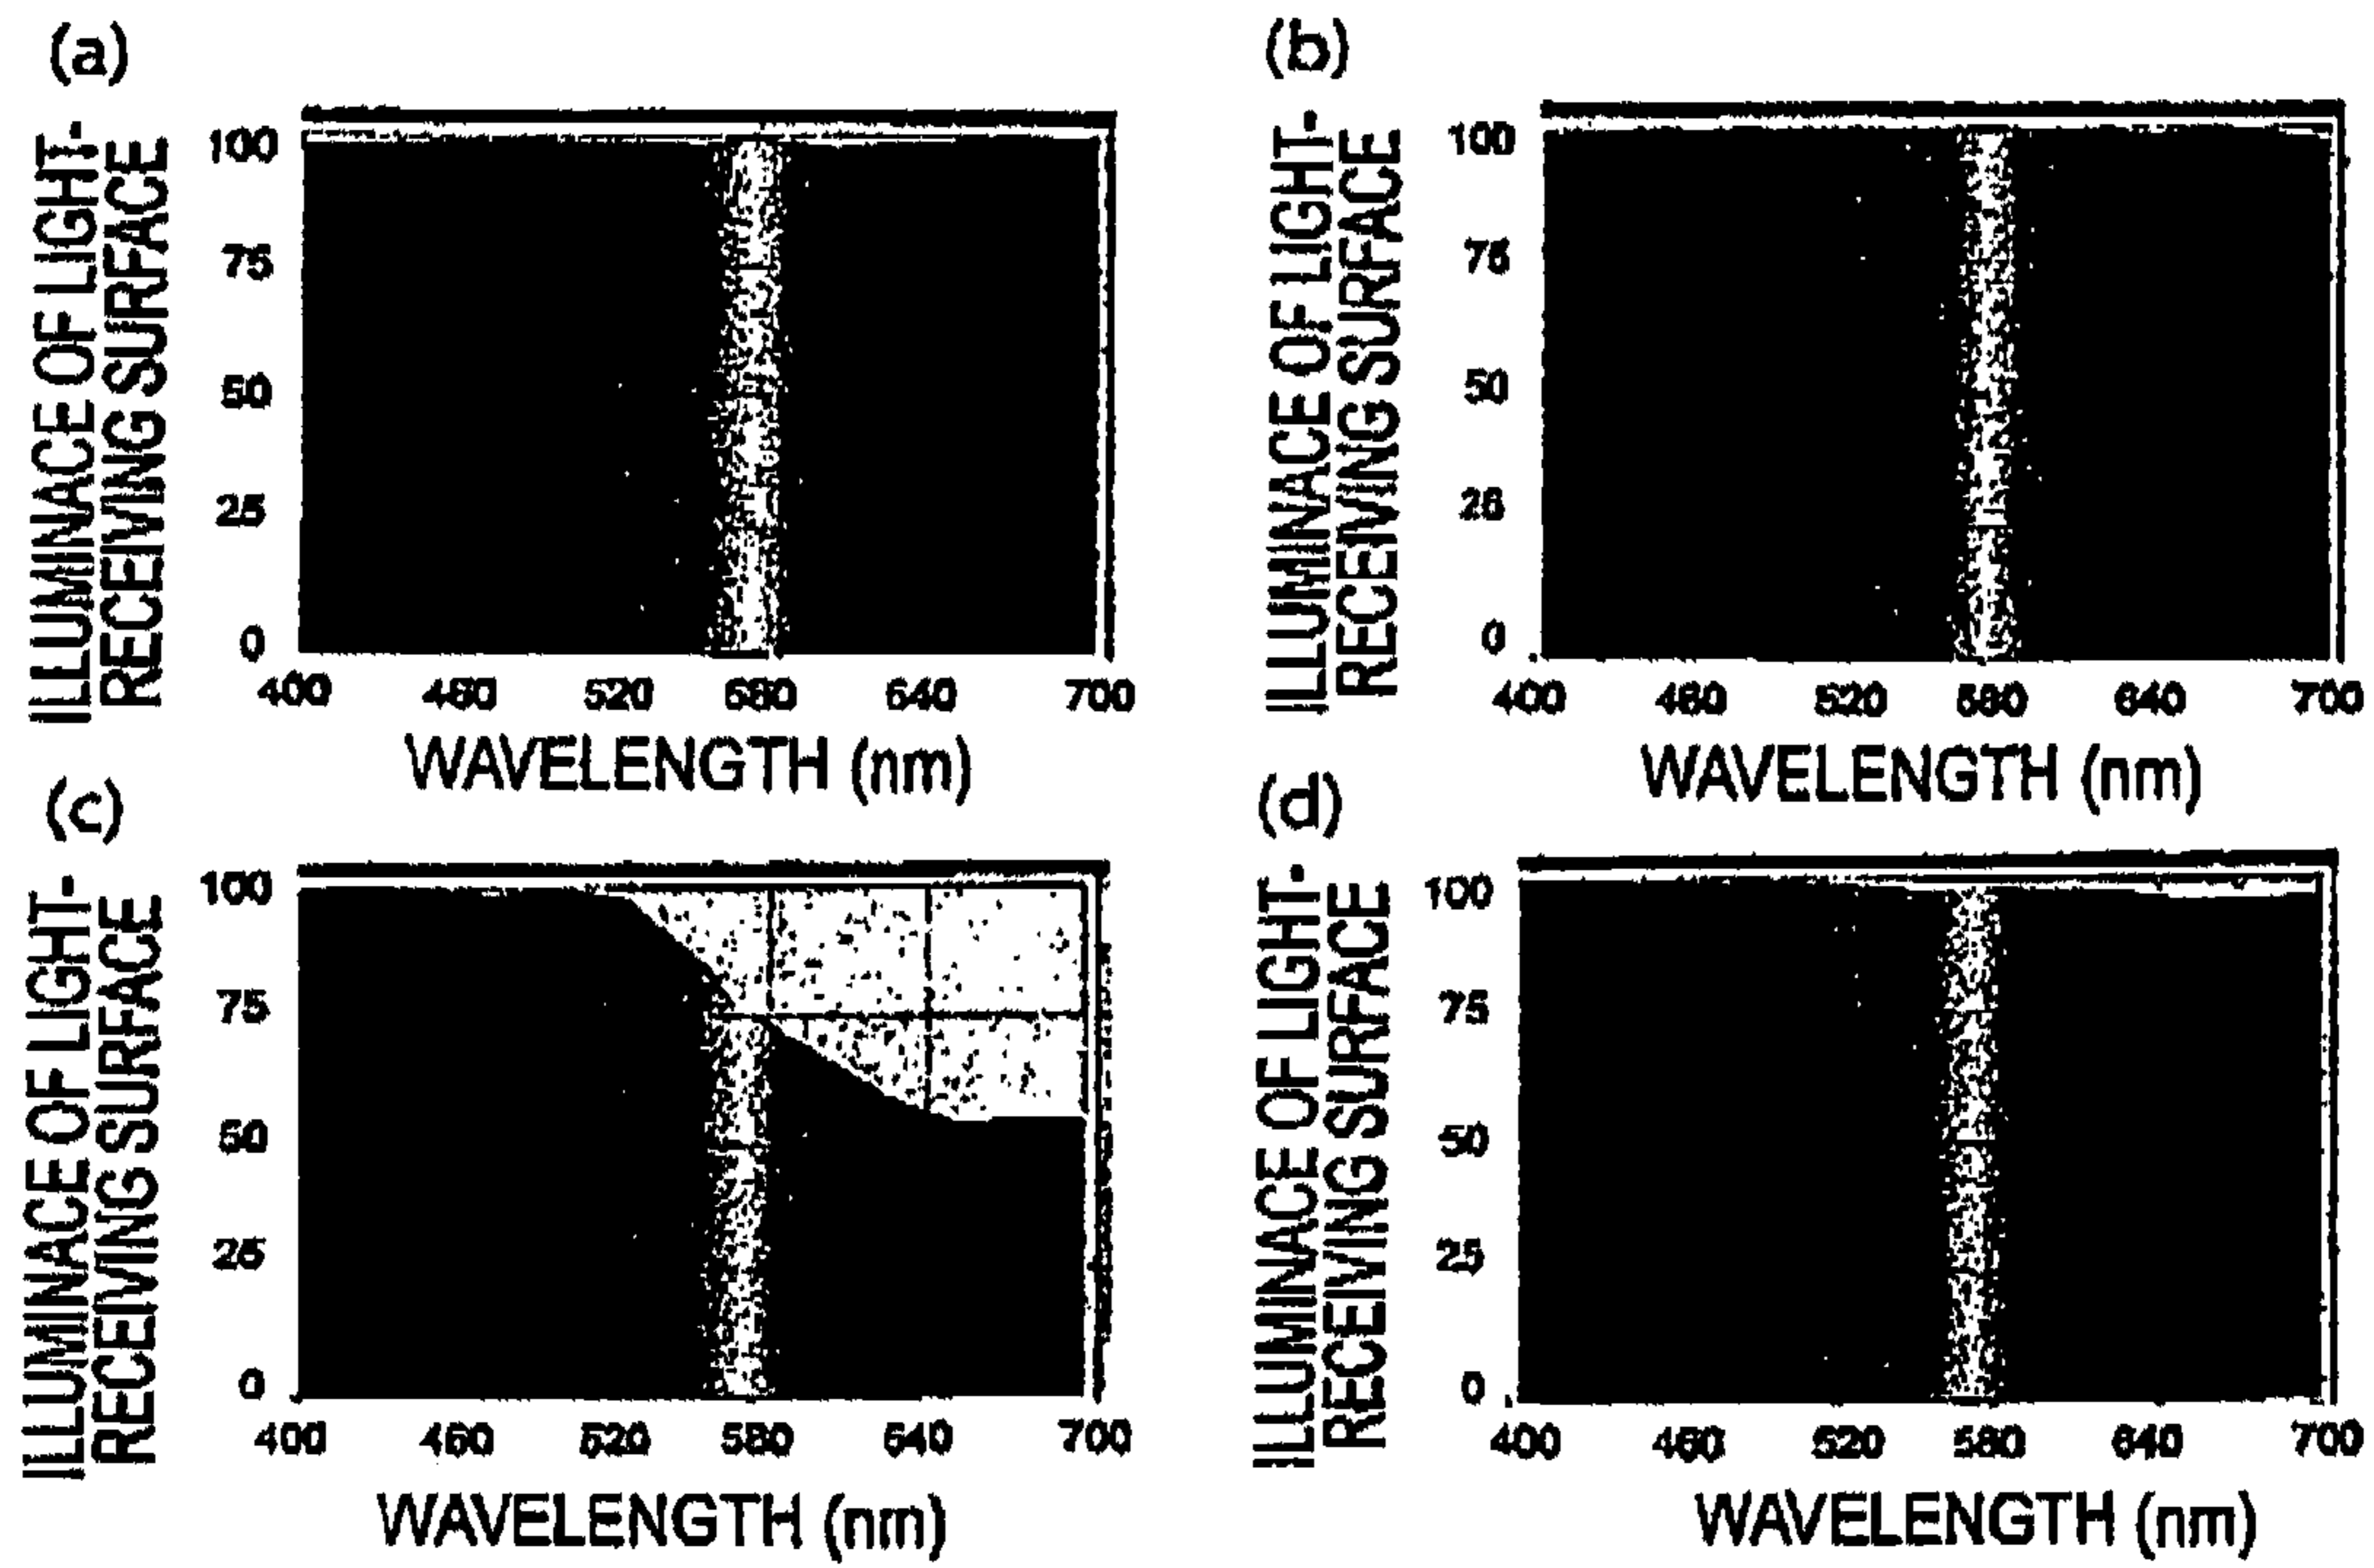 (a)
ILLUMINACE OF LIGHT-
RECEIVING SURFACE
100
75
50
25
0
400 460 520 580 640 700
WAVELENGTH (nm)
(b)
ILLUMINACE OF LIGHT-
RECEIVING SURFACE
100
75
50
25
0
400 460 520 580 640 700
WAVELENGTH (nm)
(c)
ILLUMINACE OF LIGHT-
RECEIVING SURFACE
100
75
50
25
0
400 460 520 580 640 700
WAVELENGTH (nm)
(d)
ILLUMINACE OF LIGHT-
RECEIVING SURFACE
100
75
50
25
0
400 460 520 580 640 700
WAVELENGTH (nm)